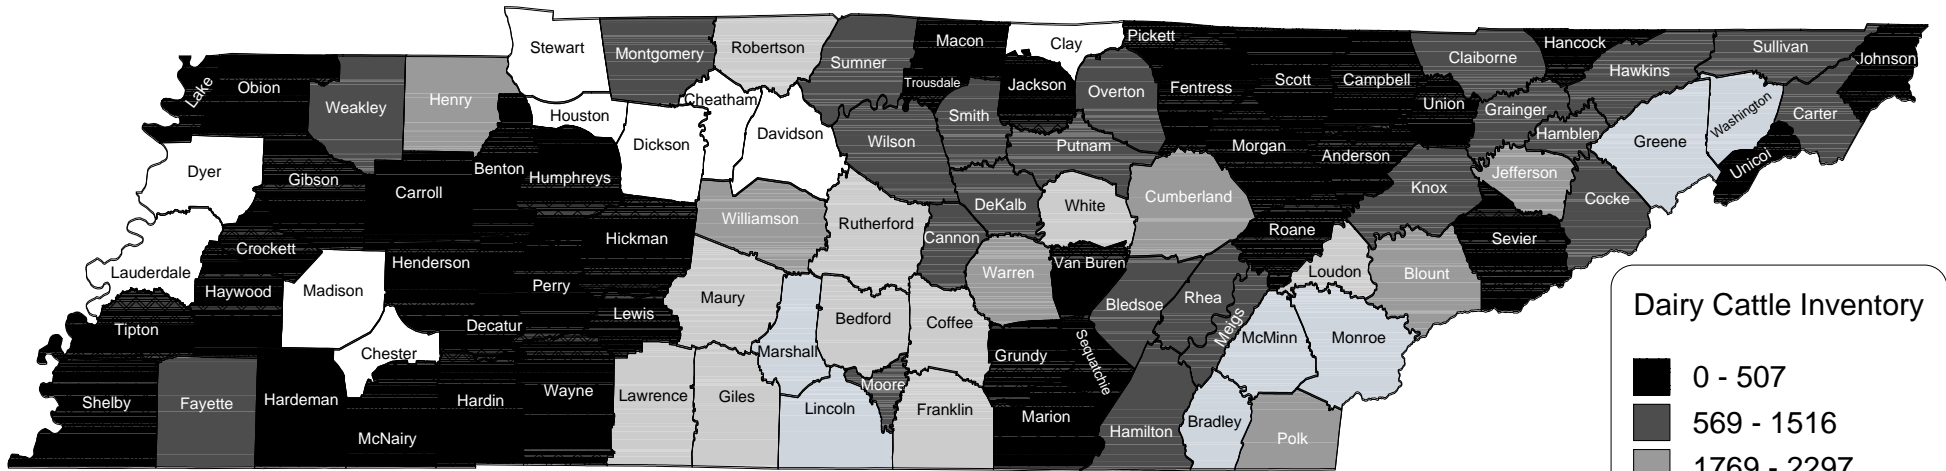 Stewart
Montgomery
Robertson
Sumner
Macon
Clay
Pickett
Claiborne
Hancock
Hawkins
Sullivan
Johnson
Lake
Obion
Weakley
Henry
Houston
Cheatham
Davidson
Trousdale
Jackson
Overton
Fentress
Scott
Campbell
Union
Grainger
Hamblen
Greene
Washington
Carter
Unicoi
Dyer
Gibson
Carroll
Benton
Humphreys
Dickson
Wilson
Smith
Putnam
Morgan
Anderson
Knox
Jefferson
Cocke
Lauderdale
Crockett
Haywood
Madison
Henderson
Perry
Hickman
Williamson
Rutherford
Cannon
DeKalb
White
Cumberland
Roane
Loudon
Blount
Sevier
Tipton
Chester
Decatur
Lewis
Maury
Marshall
Bedford
Coffee
Warren
Van Buren
Bledsoe
Rhea
Meigs
McMinn
Monroe
Shelby
Fayette
Hardeman
McNairy
Hardin
Wayne
Lawrence
Giles
Lincoln
Moore
Franklin
Grundy
Sequatchie
Marion
Hamilton
Bradley
Polk
Dairy Cattle Inventory
0 - 507
569 - 1516
1769 - 2297